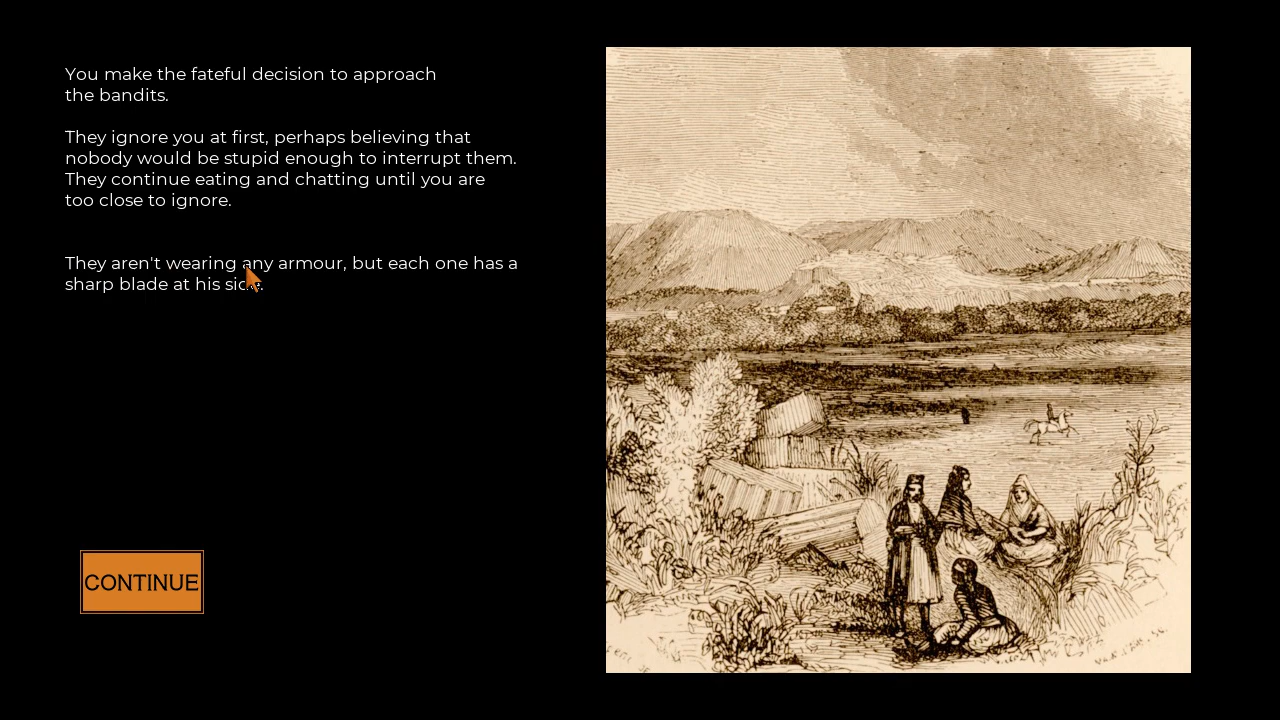 You make the fateful decision to approach
the bandits.
They ignore you at first, perhaps believing that
nobody would be stupid enough to interrupt them.
They continue eating and chatting until you are
too close to ignore.
They aren't wearing any armour, but each one has a
sharp blade at his side.
CONTINUE